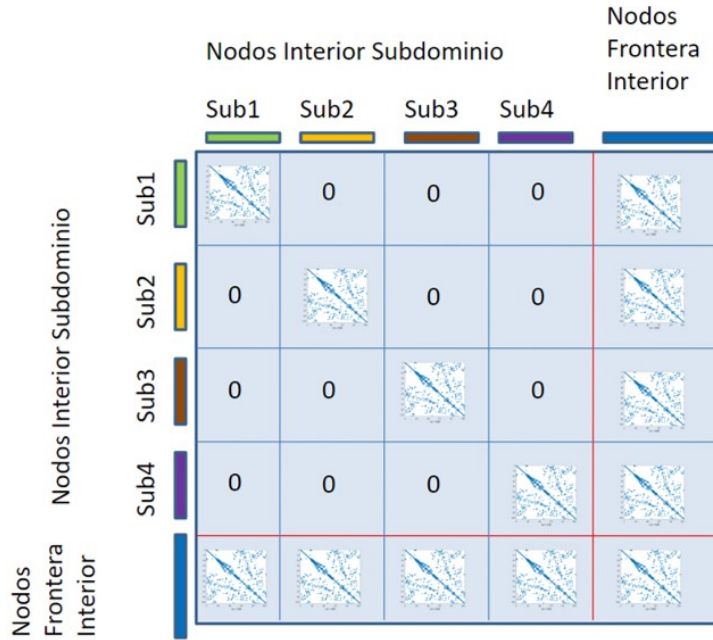 Nodos
Frontera
Interior
Nodos Interior Subdominio
Sub1 Sub2 Sub3 Sub4
Nodos Interior Subdominio
Sub1
0 0 0
Sub2
0 0 0
Sub3
0 0 0
Sub4
0 0 0
Nodos
Frontera
Interior